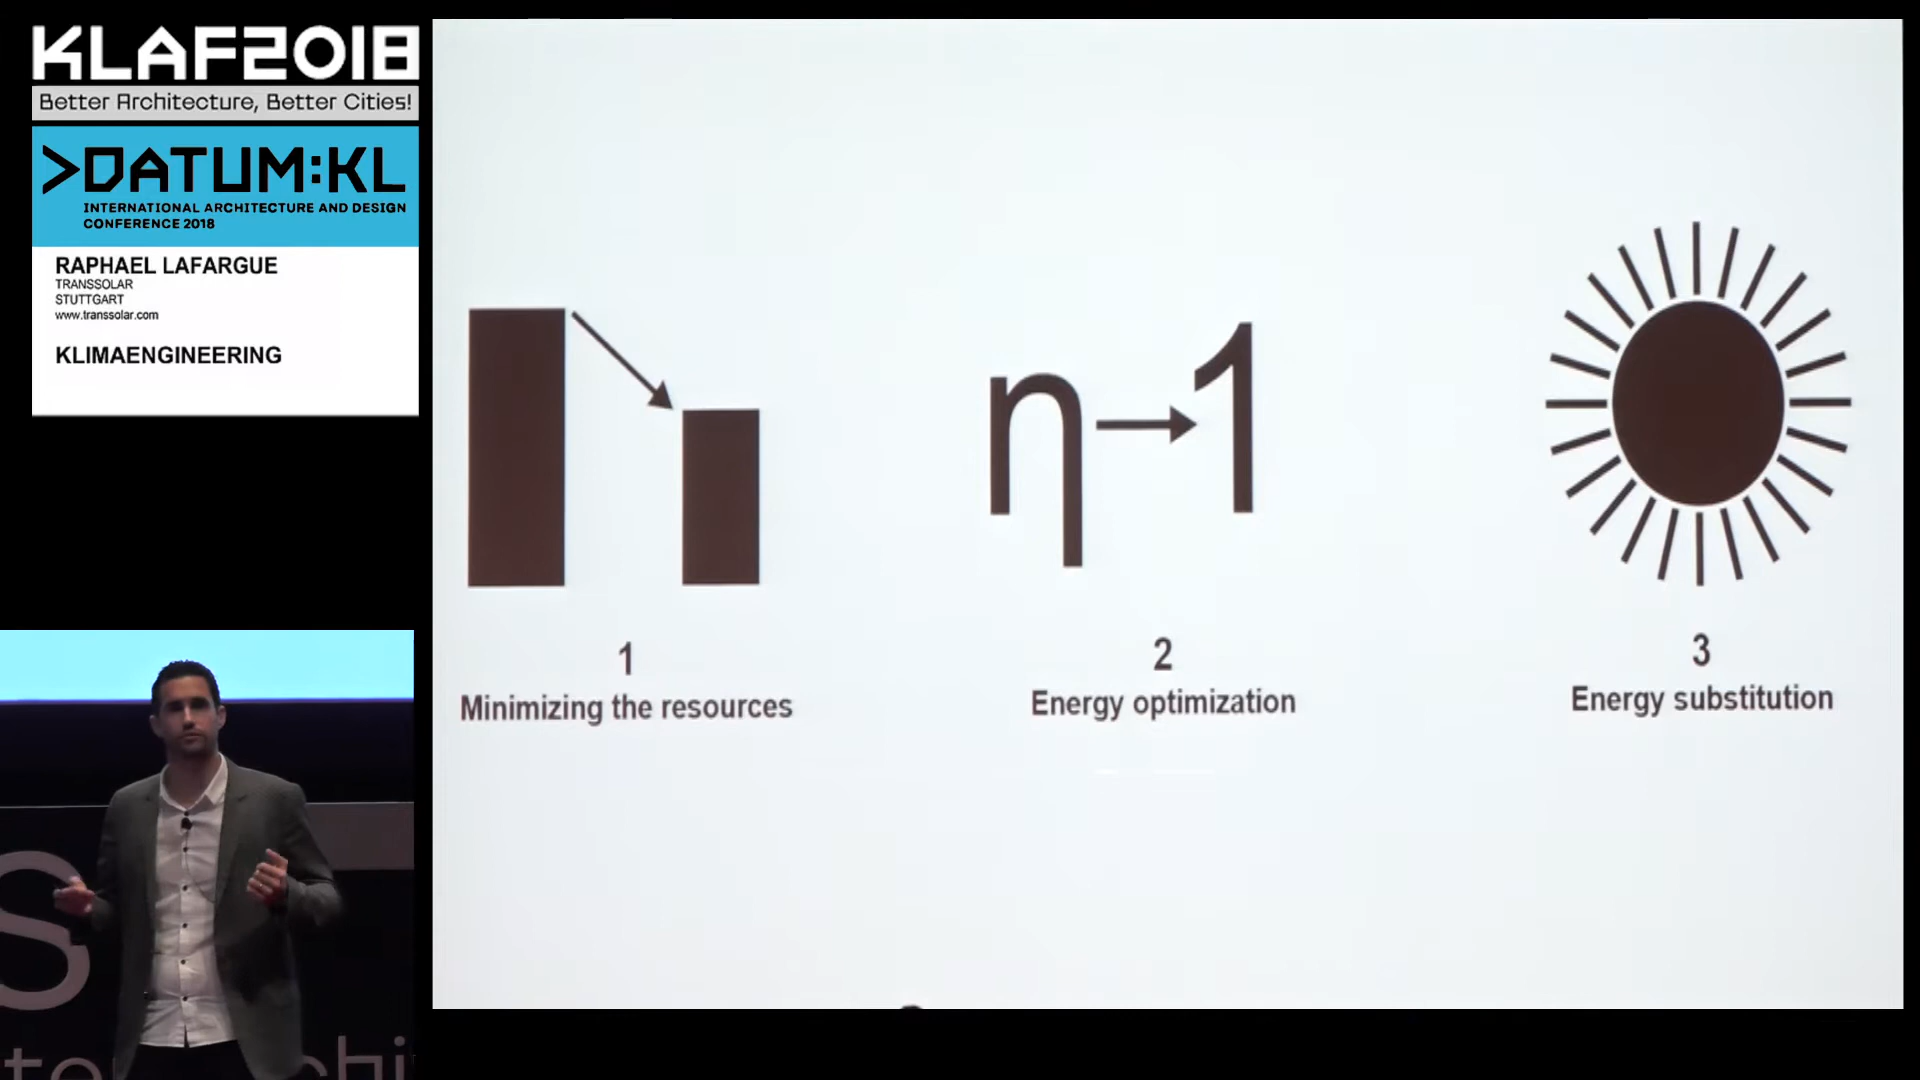 KLAF2018
Better Architecture, Better Cities!
>DATUM:KL
INTERNATIONAL ARCHITECTURE AND DESIGN
CONFERENCE 2018
RAPHAEL LAFARGUE
TRANSSOLAR
STUTTGART
www.transsolar.com
KLIMAENGINEERING
η→1
1
Minimizing the resources
2
Energy optimization
3
Energy substitution
S